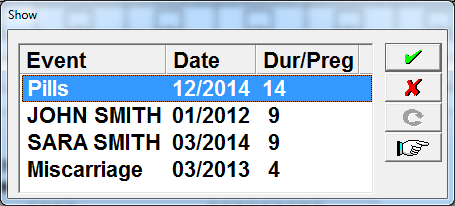 Show
Event Date Dur/Preg
Pills 12/2014 14
JOHN SMITH 01/2012 9
SARA SMITH 03/2014 9
Miscarriage 03/2013 4